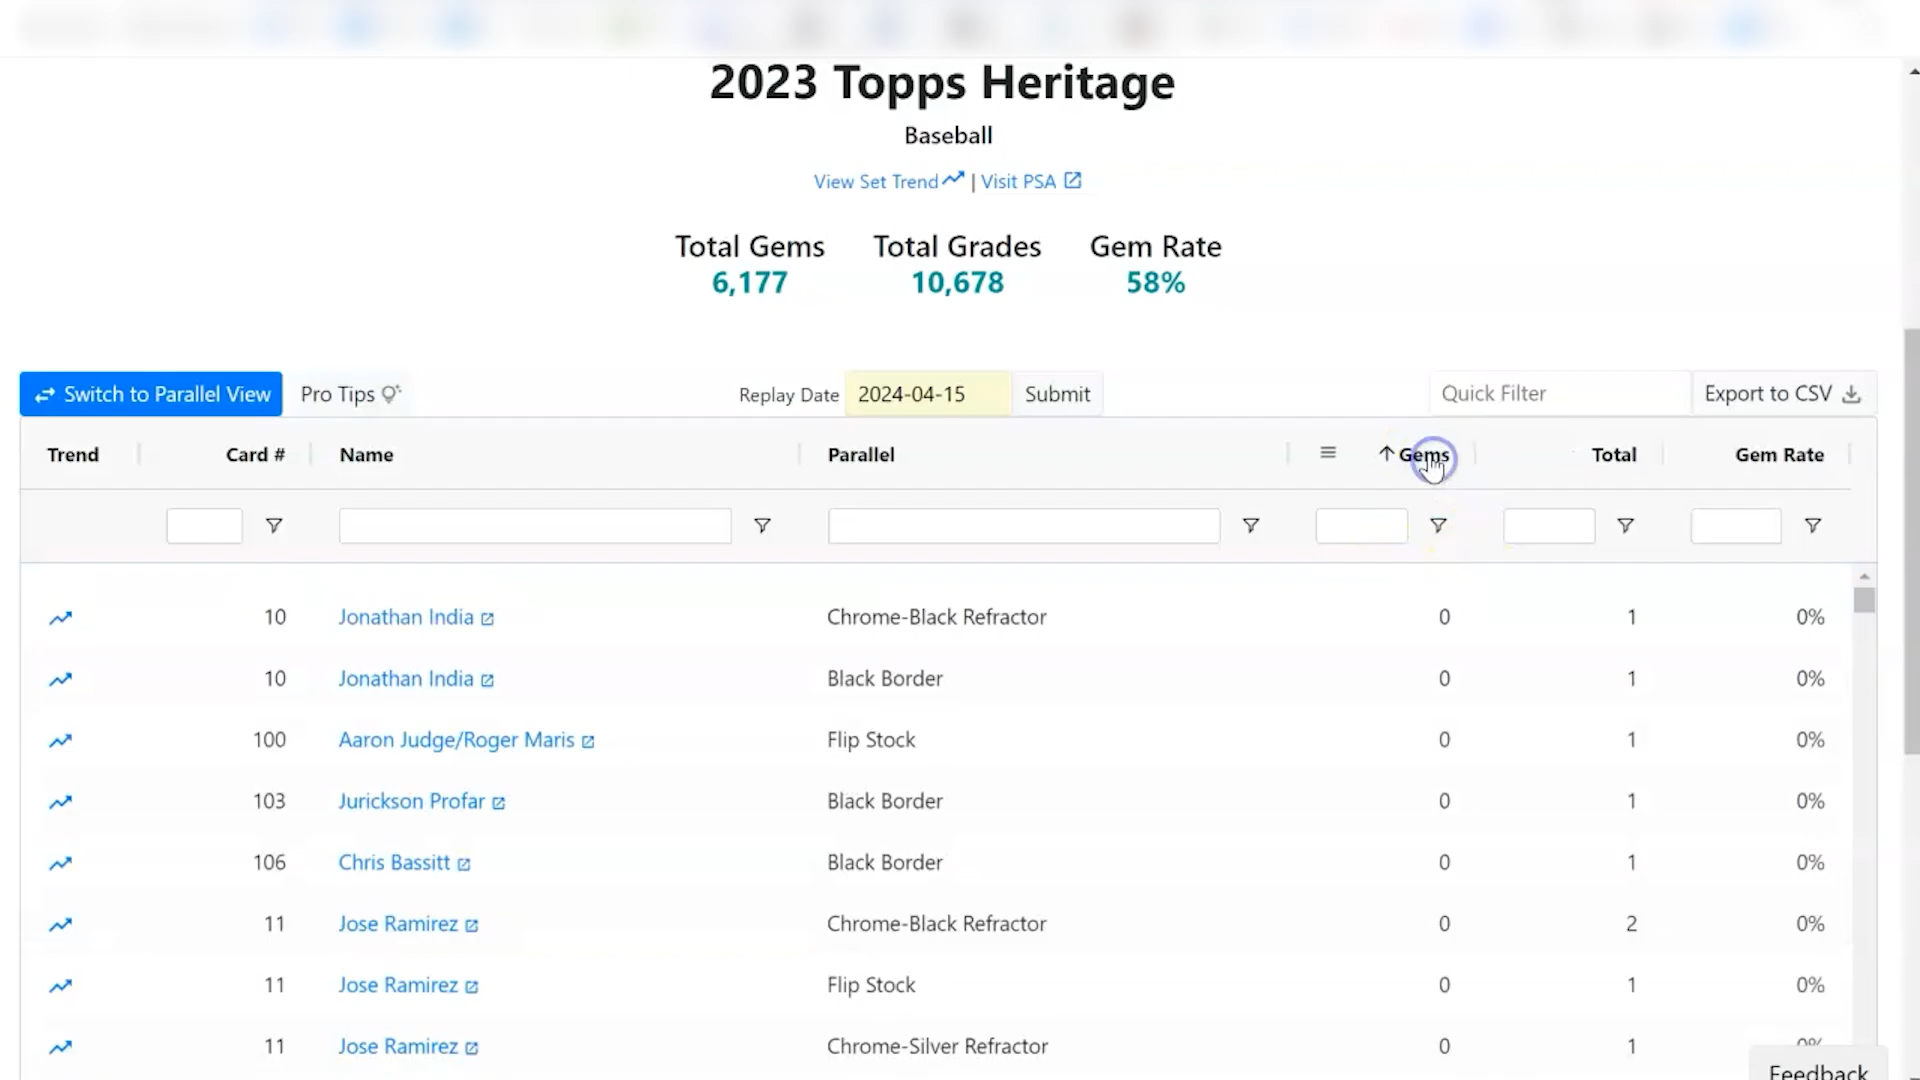 2023 Topps Heritage
Baseball
View Set Trend | Visit PSA
Total Gems Total Grades Gem Rate
6,177 10,678 58%
Switch to Parallel View Pro Tips Replay Date 2024-04-15 Submit Quick Filter Export to CSV
Trend Card # Name Parallel Gems Total Gem Rate
10 Jonathan India Chrome-Black Refractor 0 1 0%
10 Jonathan India Black Border 0 1 0%
100 Aaron Judge/Roger Maris Flip Stock 0 1 0%
103 Jurickson Profar Black Border 0 1 0%
106 Chris Bassitt Black Border 0 1 0%
11 Jose Ramirez Chrome-Black Refractor 0 2 0%
11 Jose Ramirez Flip Stock 0 1 0%
11 Jose Ramirez Chrome-Silver Refractor 0 1 0%
Feedback